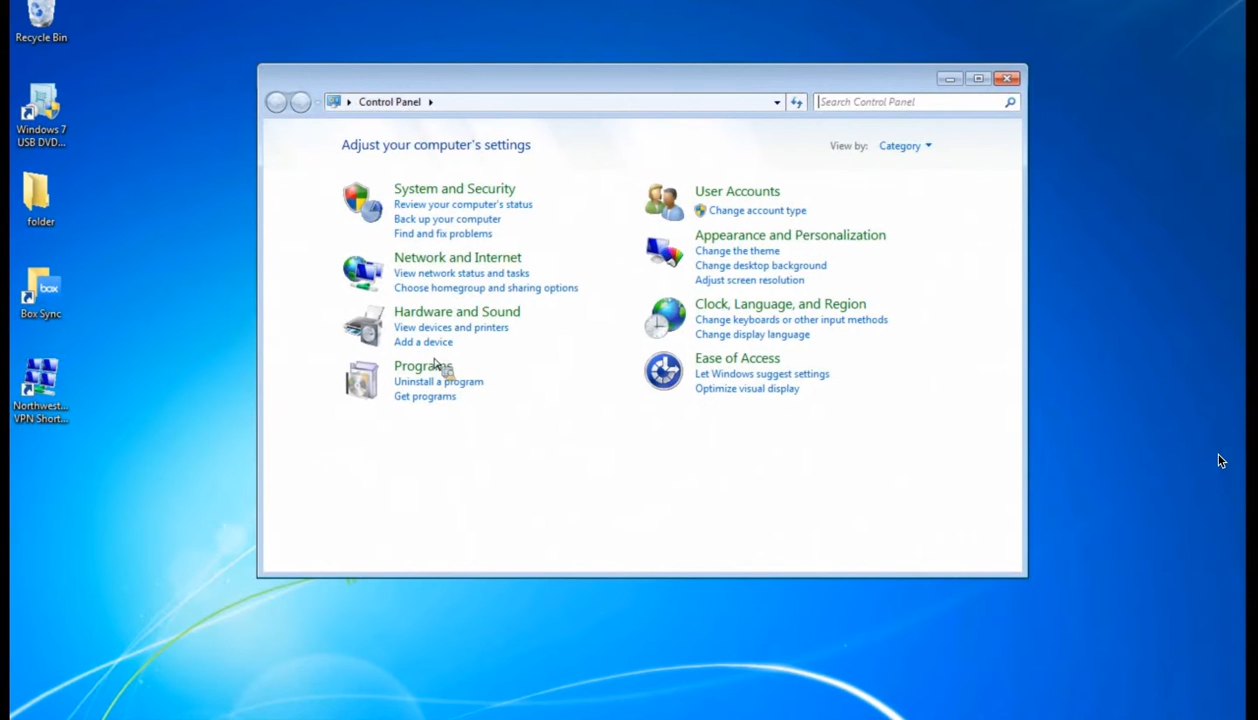 Recycle Bin
Windows 7
USB DVD...
folder
box
Box Sync
Northwest...
VPN Short...
Control Panel
Search Control Panel
Adjust your computer's settings
View by: Category
System and Security
Review your computer's status
Back up your computer
Find and fix problems
Network and Internet
View network status and tasks
Choose homegroup and sharing options
Hardware and Sound
View devices and printers
Add a device
Programs
Uninstall a program
Get programs
User Accounts
Change account type
Appearance and Personalization
Change the theme
Change desktop background
Adjust screen resolution
Clock, Language, and Region
Change keyboards or other input methods
Change display language
Ease of Access
Let Windows suggest settings
Optimize visual display